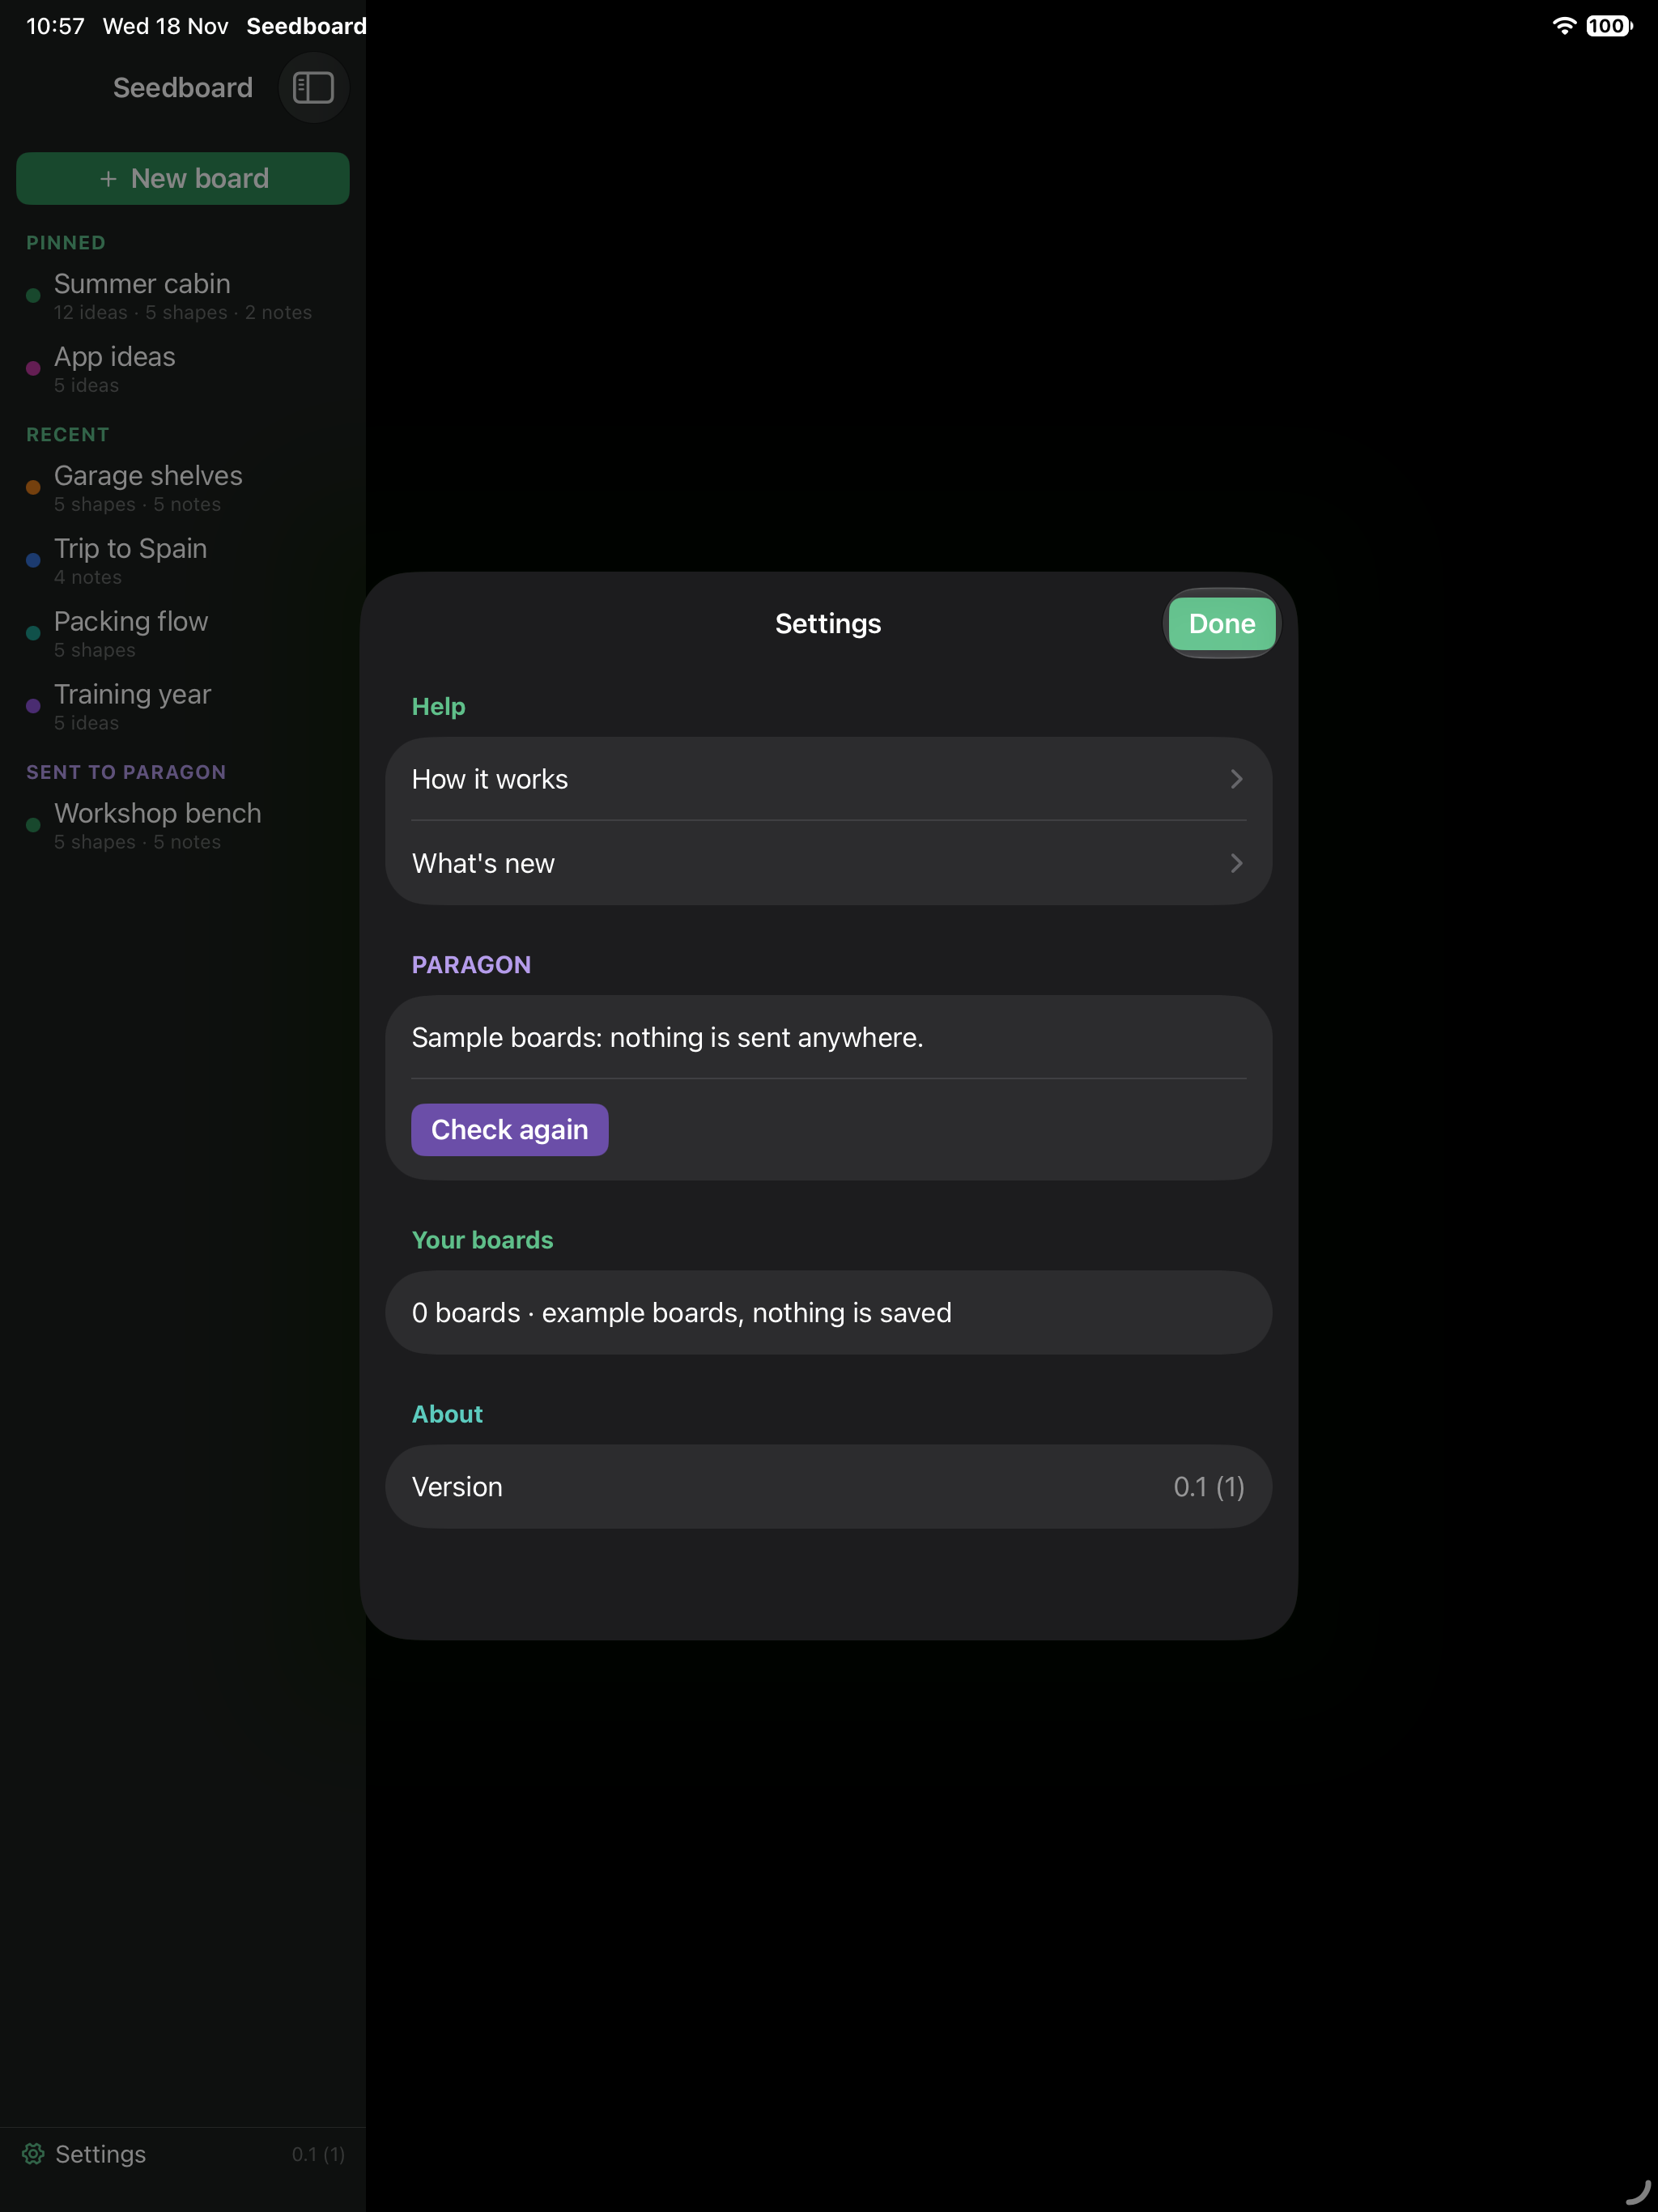 10:57 Wed 18 Nov Seedboard
100
Seedboard
+ New board
PINNED
Summer cabin
12 ideas · 5 shapes · 2 notes
App ideas
5 ideas
RECENT
Garage shelves
5 shapes · 5 notes
Trip to Spain
4 notes
Packing flow
5 shapes
Training year
5 ideas
SENT TO PARAGON
Workshop bench
5 shapes · 5 notes
Settings 0.1 (1)
Settings
Done
Help
How it works
What's new
PARAGON
Sample boards: nothing is sent anywhere.
Check again
Your boards
0 boards · example boards, nothing is saved
About
Version 0.1 (1)